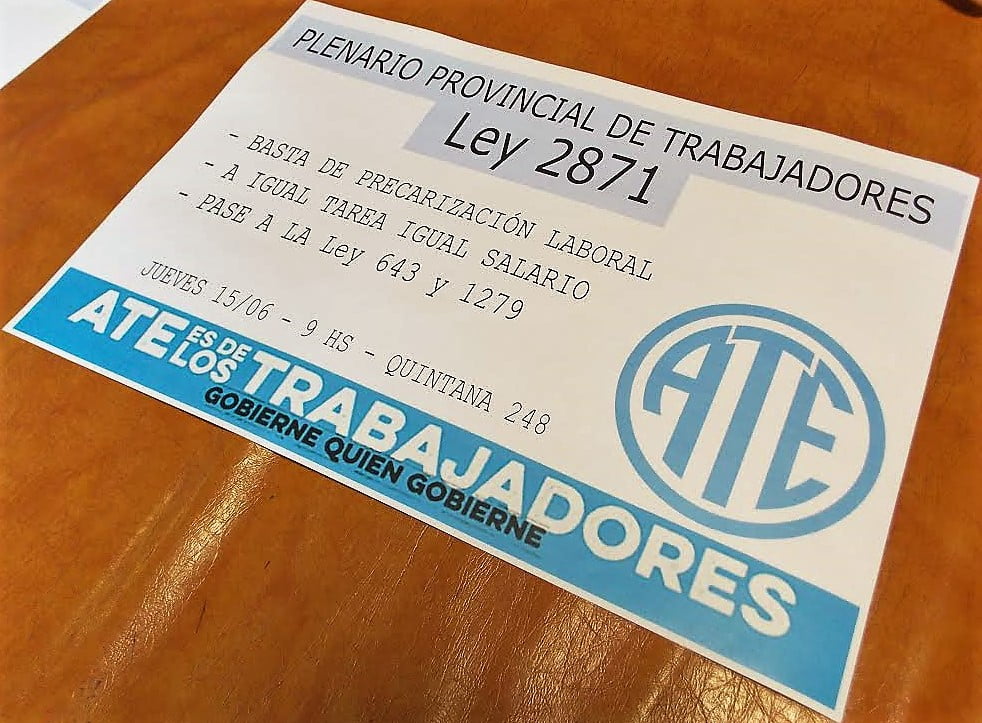 PLENARIO PROVINCIAL DE TRABAJADORES
Ley 2871
- BASTA DE PRECARIZACIÓN LABORAL
- A IGUAL TAREA IGUAL SALARIO
- PASE A LA Ley 643 y 1279
JUEVES 15/06 - 9 HS - QUINTANA 248
ATE
ATE ES DE LOS TRABAJADORES
GOBIERNE QUIEN GOBIERNE